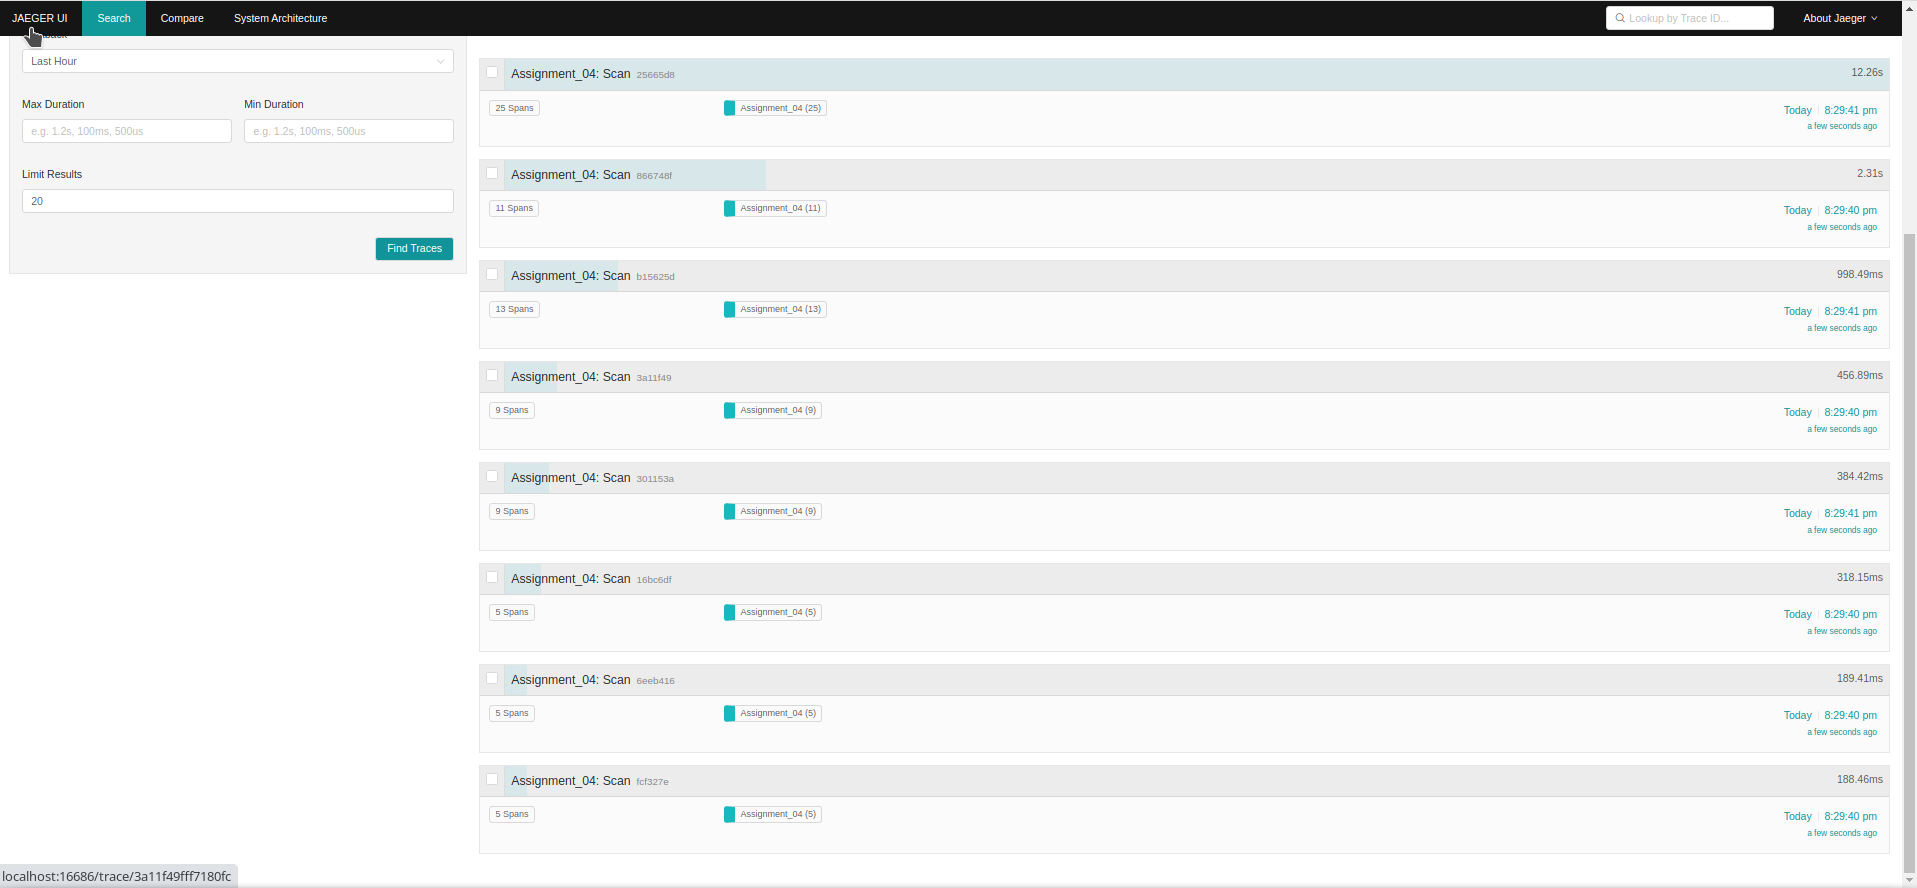 JAEGER UI Search Compare System Architecture Lookup by Trace ID... About Jaeger
Last Hour
Max Duration Min Duration
e.g. 1.2s, 100ms, 500us e.g. 1.2s, 100ms, 500us
Limit Results
20
Find Traces
Assignment_04: Scan 25665d8 12.26s
25 Spans Assignment_04 (25) Today 8:29:41 pm
a few seconds ago
Assignment_04: Scan 866748f 2.31s
11 Spans Assignment_04 (11) Today 8:29:40 pm
a few seconds ago
Assignment_04: Scan b15625d 998.49ms
13 Spans Assignment_04 (13) Today 8:29:41 pm
a few seconds ago
Assignment_04: Scan 3a11f49 456.89ms
9 Spans Assignment_04 (9) Today 8:29:40 pm
a few seconds ago
Assignment_04: Scan 301153a 384.42ms
9 Spans Assignment_04 (9) Today 8:29:41 pm
a few seconds ago
Assignment_04: Scan 16bc6df 318.15ms
5 Spans Assignment_04 (5) Today 8:29:40 pm
a few seconds ago
Assignment_04: Scan 6eeb416 189.41ms
5 Spans Assignment_04 (5) Today 8:29:40 pm
a few seconds ago
Assignment_04: Scan fcf327e 188.46ms
5 Spans Assignment_04 (5) Today 8:29:40 pm
a few seconds ago
localhost:16686/trace/3a11f49fff7180fc